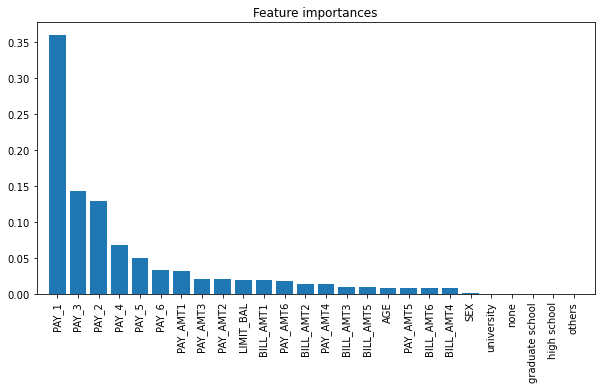 Feature importances
0.35
0.30
0.25
0.20
0.15
0.10
0.05
0.00
PAY_1
PAY_3
PAY_2
PAY_4
PAY_5
PAY_6
PAY_AMT1
PAY_AMT3
PAY_AMT2
LIMIT_BAL
BILL_AMT1
PAY_AMT6
BILL_AMT2
PAY_AMT4
BILL_AMT3
BILL_AMT5
AGE
PAY_AMT5
BILL_AMT6
BILL_AMT4
SEX
university
none
graduate school
high school
others